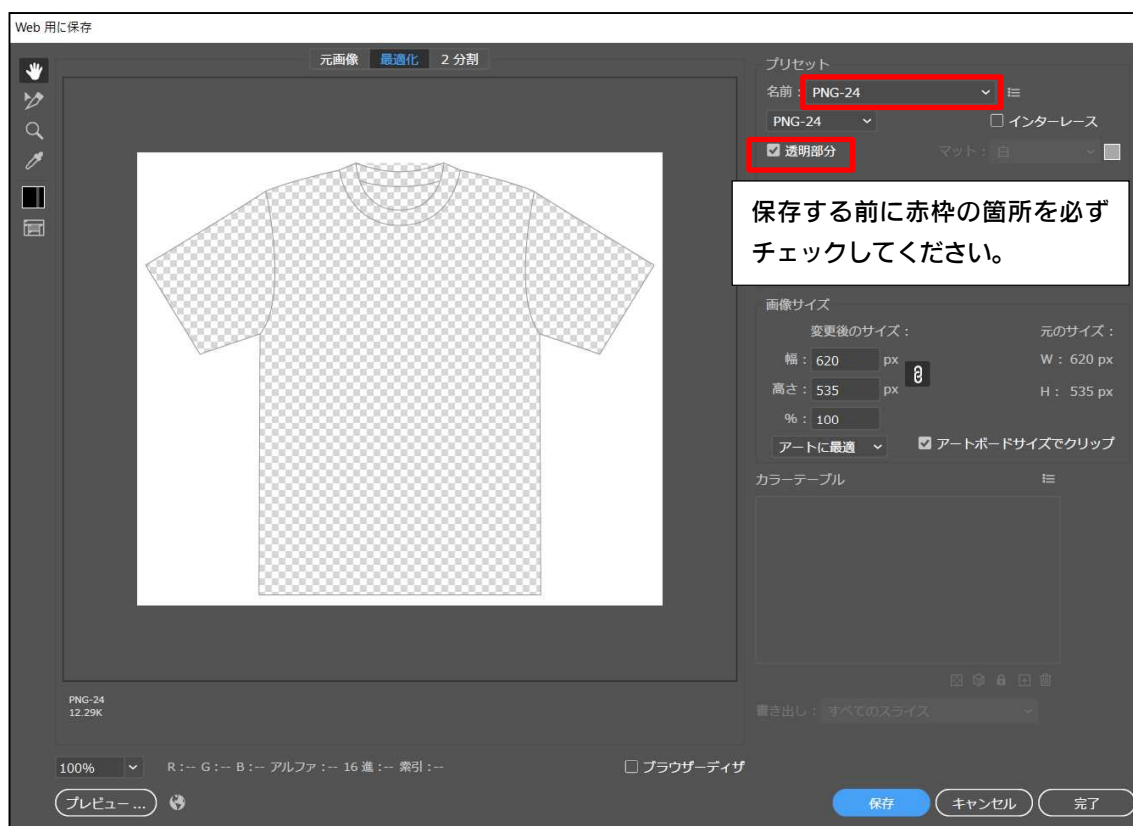 Web 用に保存
元画像 最適化 2 分割
プリセット
名前 : PNG-24
PNG-24 インターレース
透明部分 マット : 白
保存する前に赤枠の箇所を必ず
チェックしてください。
画像サイズ
変更後のサイズ : 元のサイズ :
幅 : 620 px W : 620 px
高さ : 535 px H : 535 px
% : 100
アートに最適 アートボードサイズでクリップ
カラーテーブル
PNG-24
12.29K
書き出し : すべてのスライス
100% R : -- G : -- B : -- アルファ : -- 16 進 : -- 索引 : -- ブラウザーディザ
プレビュー ... 保存 キャンセル 完了